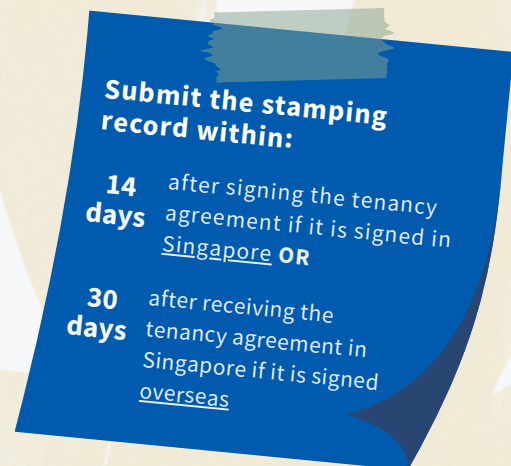 Submit the stamping
record within:
14
days
after signing the tenancy
agreement if it is signed in
Singapore OR
30
days
after receiving the
tenancy agreement in
Singapore if it is signed
overseas